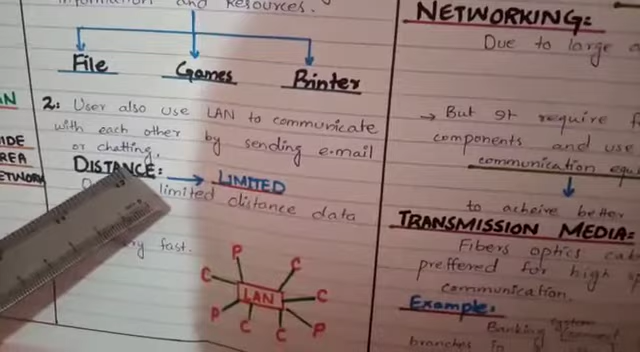 and Resources.
File Games Printer
2. User also use LAN to communicate
with each other by sending e-mail
or chatting.
DISTANCE: → LIMITED
limited distance data
fast.
P
C
C
LAN
C
P
C
C
P
AN
IDE
REA
ETWORK
NETWORKING:
Due to large
→ But it require
components and use
communication
to acheive better
TRANSMISSION MEDIA:
Fibers optics
preffered for high
communication.
Example:
Banking system
branches in